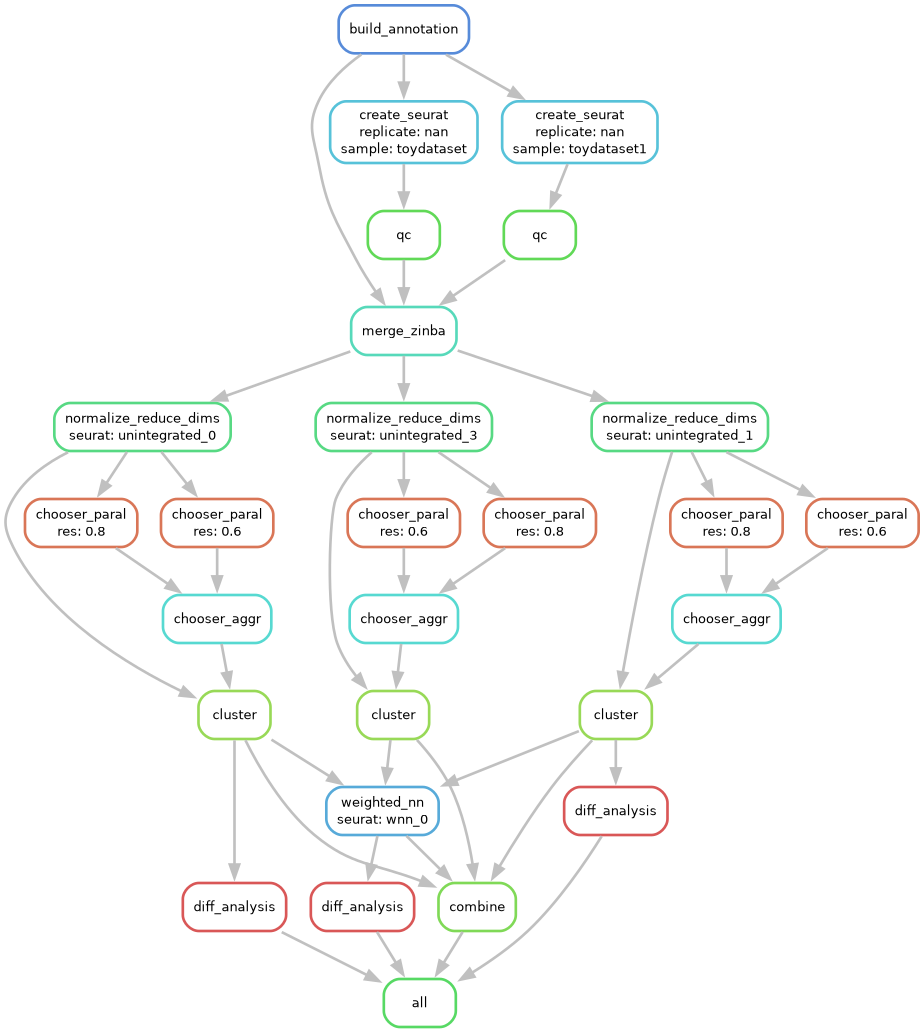 build_annotation
create_seurat
replicate: nan
sample: toydataset
create_seurat
replicate: nan
sample: toydataset1
qc
qc
merge_zinba
normalize_reduce_dims
seurat: unintegrated_0
normalize_reduce_dims
seurat: unintegrated_3
normalize_reduce_dims
seurat: unintegrated_1
chooser_paral
res: 0.8
chooser_paral
res: 0.6
chooser_paral
res: 0.6
chooser_paral
res: 0.8
chooser_paral
res: 0.8
chooser_paral
res: 0.6
chooser_aggr
chooser_aggr
chooser_aggr
cluster
cluster
cluster
weighted_nn
seurat: wnn_0
diff_analysis
diff_analysis
diff_analysis
combine
all